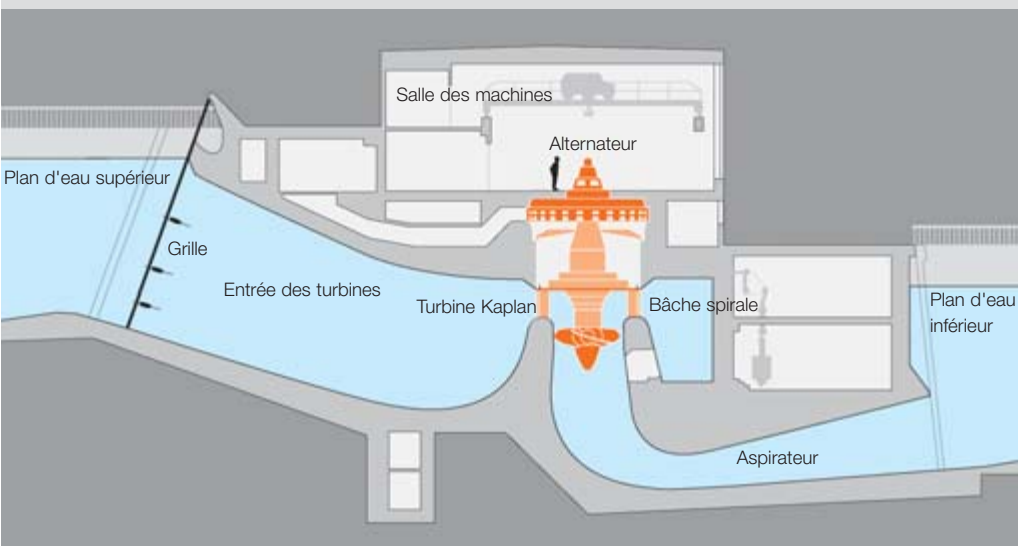 Salle des machines
Alternateur
Plan d'eau supérieur
Grille
Entrée des turbines
Turbine Kaplan
Bâche spirale
Plan d'eau
inférieur
Aspirateur